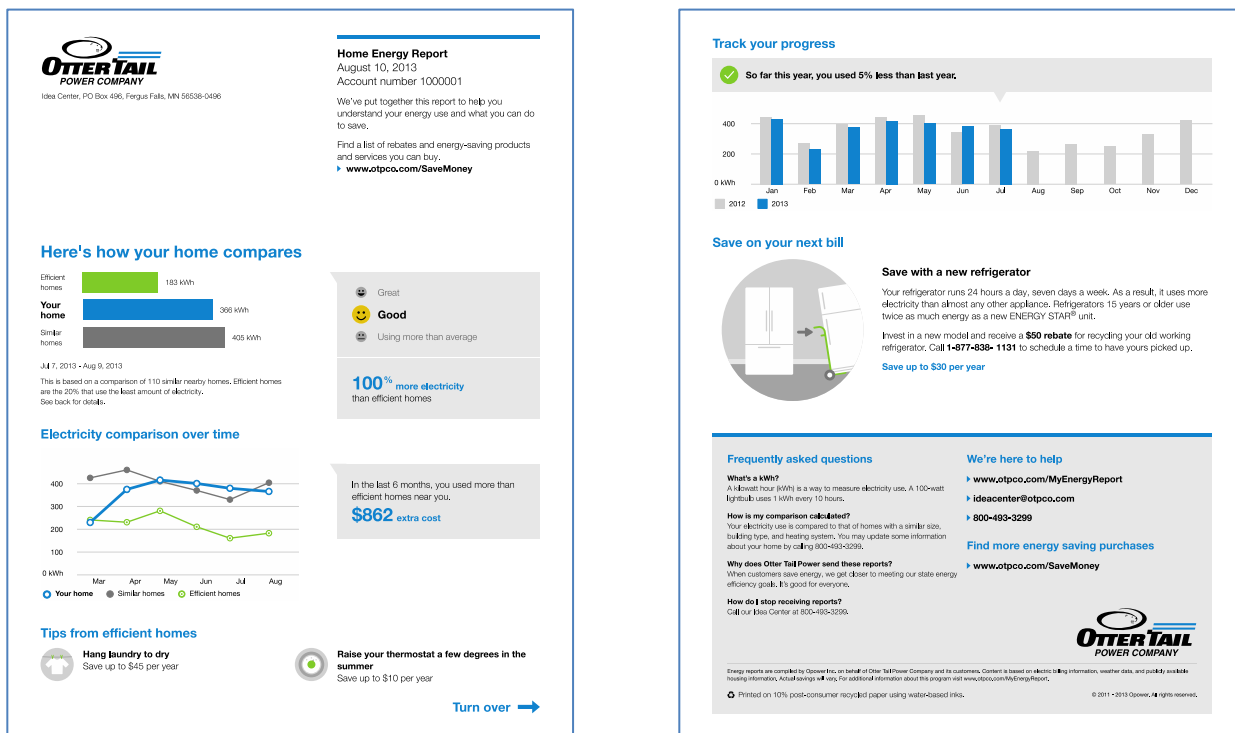 OTTER TAIL
POWER COMPANY
Idea Center, PO Box 496, Fergus Falls, MN 56538-0496
Home Energy Report
August 10, 2013
Account number 1000001
We've put together this report to help you
understand your energy use and what you can do
to save.
Find a list of rebates and energy-saving products
and services you can buy.
www.otpco.com/SaveMoney
Here's how your home compares
Efficient
homes
183 kWh
Your
home
366 kWh
Similar
homes
405 kWh
Jul 7, 2013 - Aug 9, 2013
This is based on a comparison of 110 similar nearby homes. Efficient homes
are the 20% that use the least amount of electricity.
See back for details.
Great
Good
Using more than average
100% more electricity
than efficient homes
Electricity comparison over time
400
300
200
100
0 kWh
Mar Apr May Jun Jul Aug
Your home Similar homes Efficient homes
In the last 6 months, you used more than
efficient homes near you.
$862 extra cost
Tips from efficient homes
Hang laundry to dry
Save up to $45 per year
Raise your thermostat a few degrees in the
summer
Save up to $10 per year
Turn over
Track your progress
So far this year, you used 5% less than last year.
400
200
0 kWh
Jan Feb Mar Apr May Jun Jul Aug Sep Oct Nov Dec
2012 2013
Save on your next bill
Save with a new refrigerator
Your refrigerator runs 24 hours a day, seven days a week. As a result, it uses more
electricity than almost any other appliance. Refrigerators 15 years or older use
twice as much energy as a new ENERGY STAR® unit.
Invest in a new model and receive a $50 rebate for recycling your old working
refrigerator. Call 1-877-838- 1131 to schedule a time to have yours picked up.
Save up to $30 per year
Frequently asked questions
What's a kWh?
A kilowatt hour (kWh) is a way to measure electricity use. A 100-watt
lightbulb uses 1 kWh every 10 hours.
How is my comparison calculated?
Your electricity use is compared to that of homes with a similar size,
building type, and heating system. You may update some information
about your home by calling 800-493-3299.
Why does Otter Tail Power send these reports?
When customers save energy, we get closer to meeting our state energy
efficiency goals. It's good for everyone.
How do I stop receiving reports?
Call our Idea Center at 800-493-3299.
We're here to help
www.otpco.com/MyEnergyReport
ideacenter@otpco.com
800-493-3299
Find more energy saving purchases
www.otpco.com/SaveMoney
OTTER TAIL
POWER COMPANY
Energy reports are compiled by Opower Inc. on behalf of Otter Tail Power Company and its customers. Content is based on electric billing information, weather data, and publicly available
housing information. Actual savings will vary. For additional information about this program visit www.otpco.com/MyEnergyReport.
Printed on 10% post-consumer recycled paper using water-based inks.
© 2011 - 2013 Opower. All rights reserved.